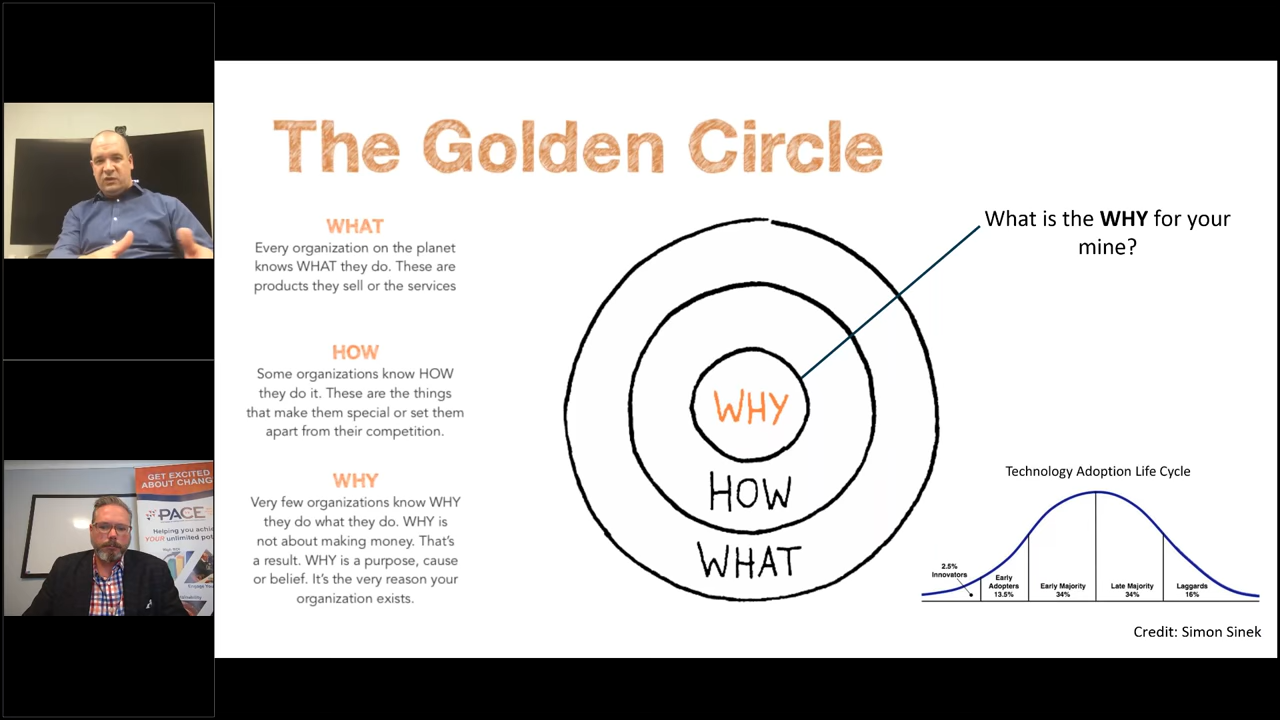 The Golden Circle
WHAT
Every organization on the planet
knows WHAT they do. These are
products they sell or the services
HOW
Some organizations know HOW
they do it. These are the things
that make them special or set them
apart from their competition.
WHY
Very few organizations know WHY
they do what they do. WHY is
not about making money. That's
a result. WHY is a purpose, cause
or belief. It's the very reason your
organization exists.
WHY
HOW
WHAT
What is the WHY for your
mine?
Technology Adoption Life Cycle
2.5%
Innovators
Early
Adopters
13.5%
Early Majority
34%
Late Majority
34%
Laggards
16%
Credit: Simon Sinek
GET EXCITED
ABOUT CHANG
PACE
Helping you achie
YOUR unlimited pot